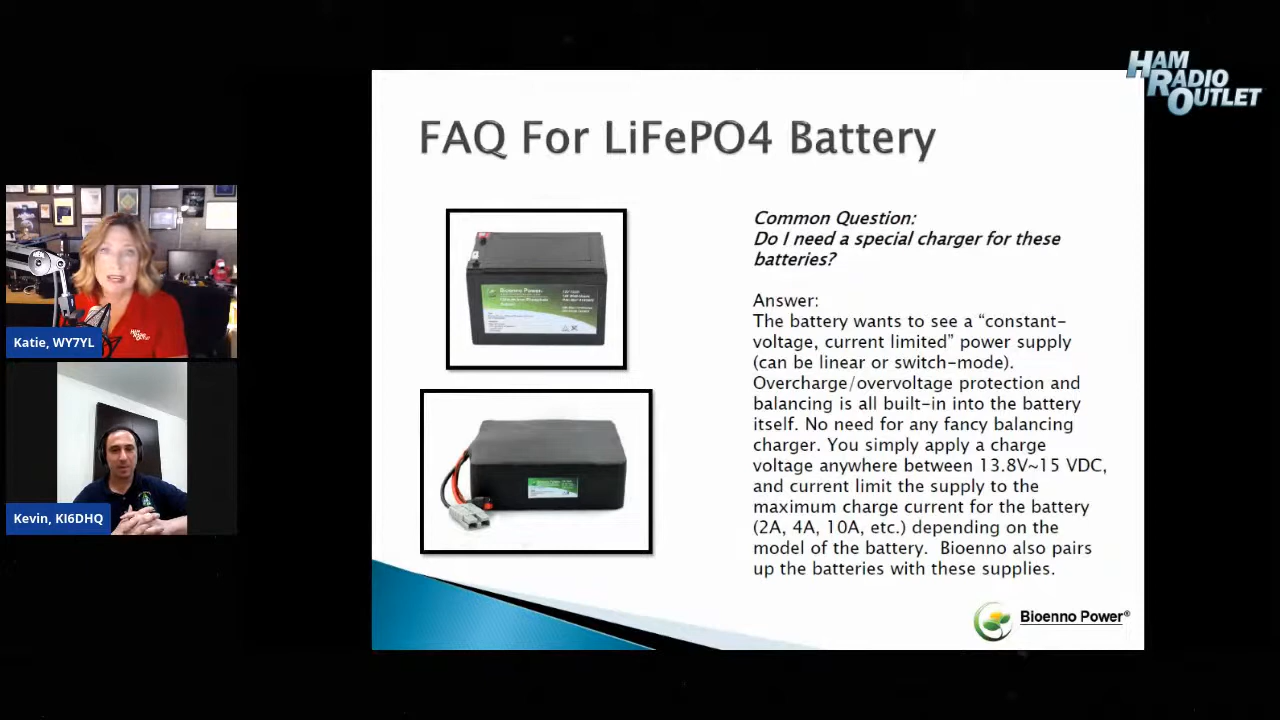 HAM
RADIO
OUTLET
FAQ For LiFePO4 Battery
Common Question:
Do I need a special charger for these
batteries?
Answer:
The battery wants to see a “constant-
voltage, current limited” power supply
(can be linear or switch-mode).
Overcharge/overvoltage protection and
balancing is all built-in into the battery
itself. No need for any fancy balancing
charger. You simply apply a charge
voltage anywhere between 13.8V~15 VDC,
and current limit the supply to the
maximum charge current for the battery
(2A, 4A, 10A, etc.) depending on the
model of the battery.  Bioenno also pairs
up the batteries with these supplies.
Bioenno Power
Katie, WY7YL
Kevin, KI6DHQ
Bioenno Power®